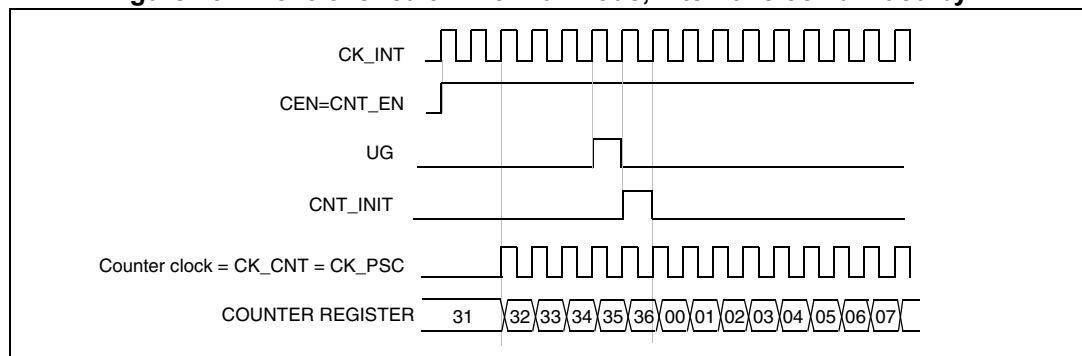 CK_INT
CEN=CNT_EN
UG
CNT_INIT
Counter clock = CK_CNT = CK_PSC
COUNTER REGISTER 31 32 33 34 35 36 00 01 02 03 04 05 06 07